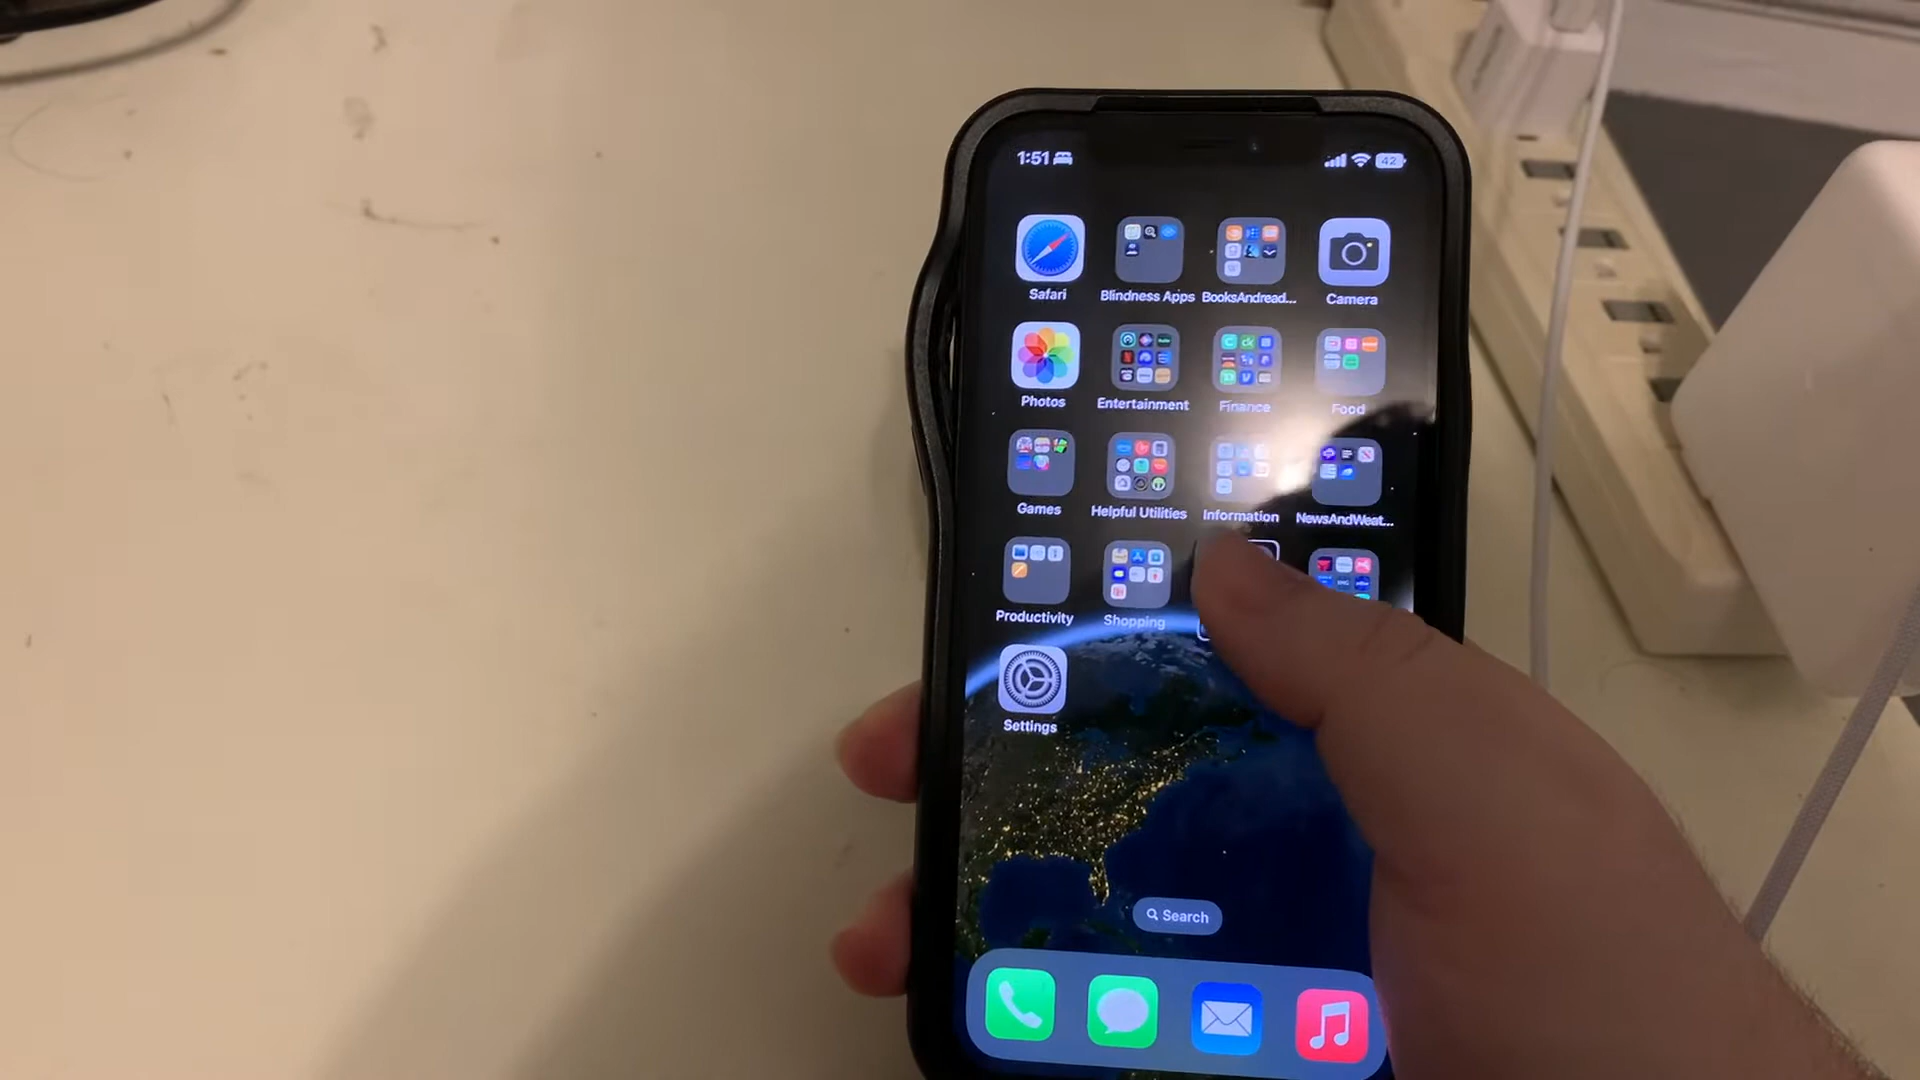 1:51 42
Safari Blindness Apps BooksAndread... Camera
Photos Entertainment Finance Food
Games Helpful Utilities Information NewsAndWeat...
Productivity Shopping
Settings
Search